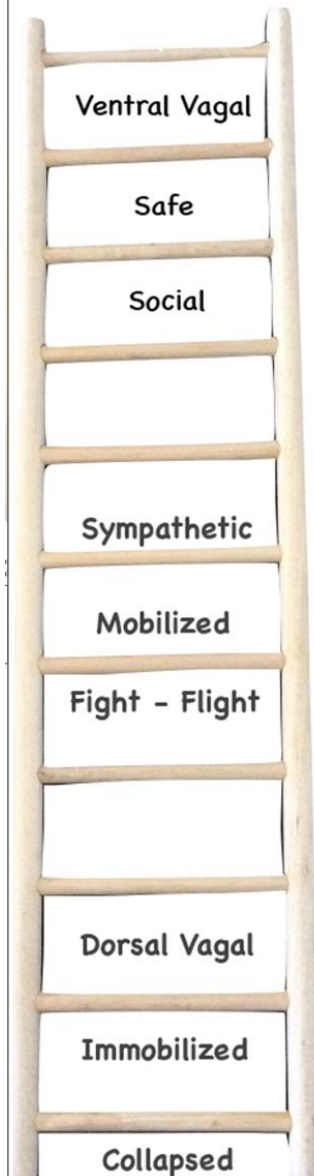 Ventral Vagal
Safe
Social
Sympathetic
Mobilized
Fight - Flight
Dorsal Vagal
Immobilized
Collapsed